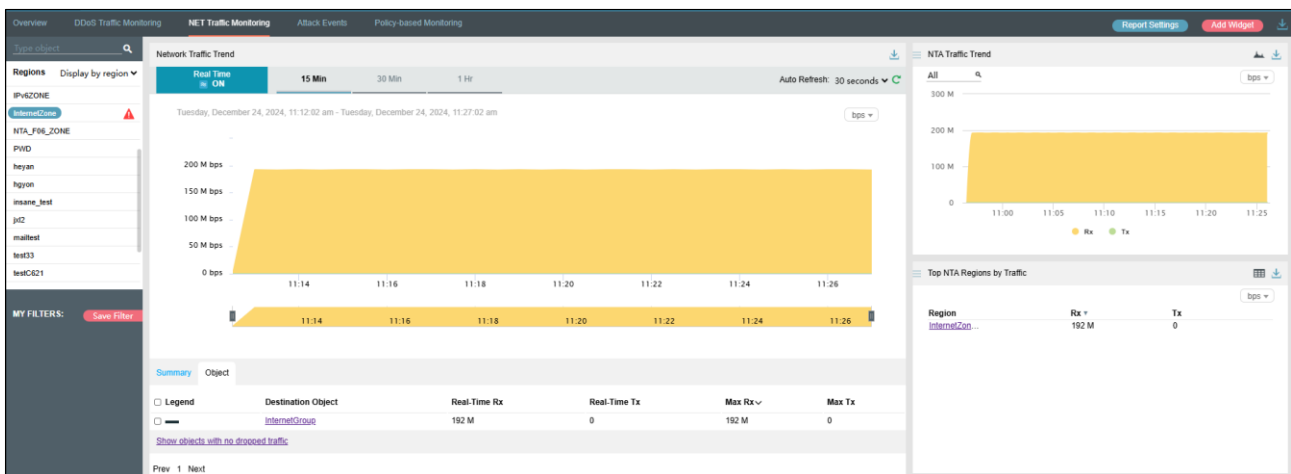 Overview DDoS Traffic Monitoring NET Traffic Monitoring Attack Events Policy-based Monitoring Report Settings Add Widget
Type object
Regions Display by region
IPv6ZONE
InternetZone
NTA_F06_ZONE
PWD
heyan
hgyon
insane_test
jxl2
mailtest
test33
testC621
MY FILTERS: Save Filter
Network Traffic Trend
Real Time
ON
15 Min 30 Min 1 Hr
Auto Refresh: 30 seconds
Tuesday, December 24, 2024, 11:12:02 am - Tuesday, December 24, 2024, 11:27:02 am
bps
200 M bps
150 M bps
100 M bps
50 M bps
0 bps
11:14 11:16 11:18 11:20 11:22 11:24 11:26
11:14 11:16 11:18 11:20 11:22 11:24 11:26
Summary Object
Legend Destination Object Real-Time Rx Real-Time Tx Max Rx Max Tx
InternetGroup 192 M 0 192 M 0
Show objects with no dropped traffic
Prev 1 Next
NTA Traffic Trend
All
bps
300 M
200 M
100 M
0
11:00 11:05 11:10 11:15 11:20 11:25
Rx Tx
Top NTA Regions by Traffic
bps
Region Rx Tx
InternetZon... 192 M 0